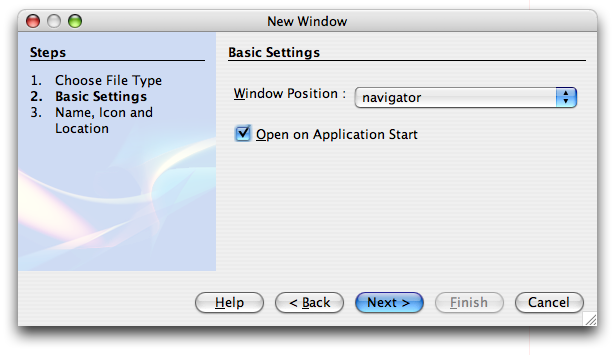 New Window
Steps
1. Choose File Type
2. Basic Settings
3. Name, Icon and
Location
Basic Settings
Window Position : navigator
Open on Application Start
Help < Back Next > Finish Cancel